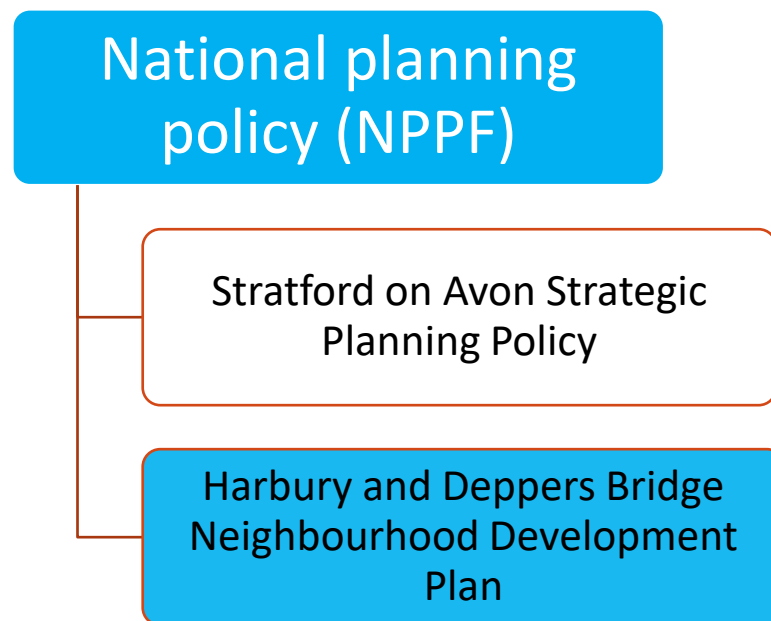 National planning
policy (NPPF)
Stratford on Avon Strategic
Planning Policy
Harbury and Deppers Bridge
Neighbourhood Development
Plan